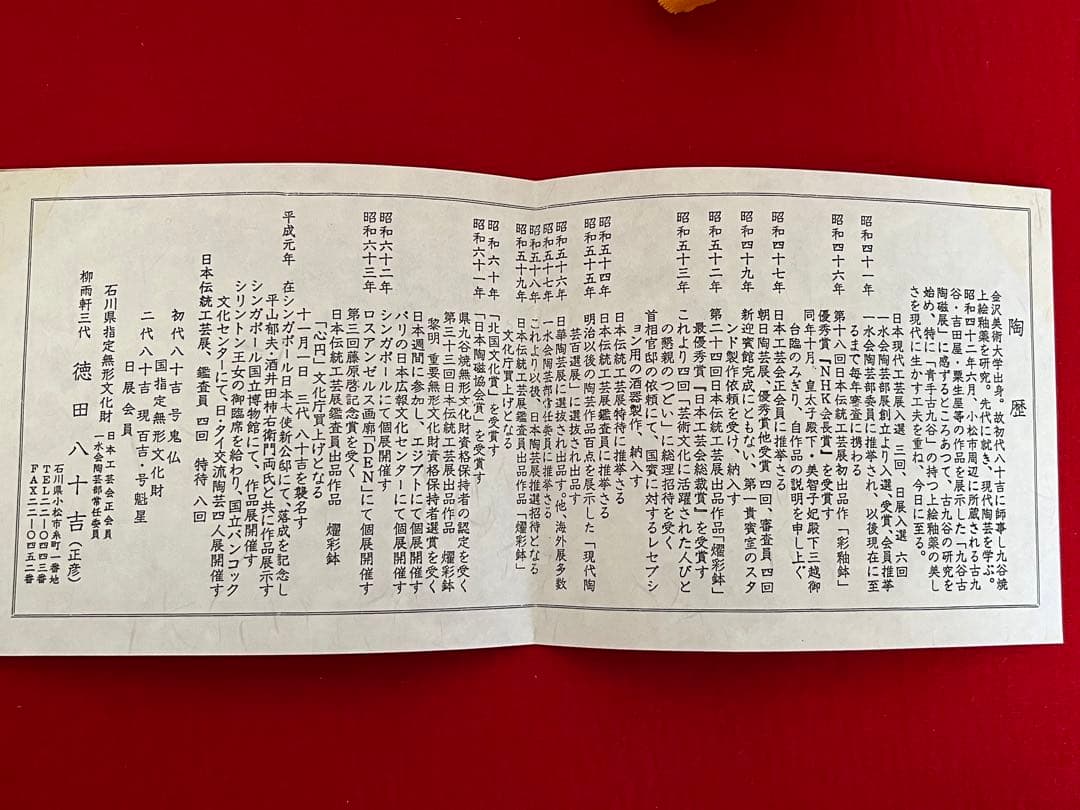 陶歴
金沢美術大学出身。故初代八十吉に師事し九谷焼
上絵釉薬を研究。先代に就き、現代陶芸を学ぶ。
昭和四十二年六月、小松市周辺に所蔵される古九
谷・吉田屋・粟生屋等の作品を展示した「九谷古
陶磁展」に感ずるところあって、古九谷の研究を
始め、特に「青手古九谷」の持つ上絵釉薬の美し
さを現代に生かす工夫を重ね、今日に至る。
日本現代工芸展入選 三回、日展入選 六回
昭和四十一年 一水会陶芸部展創立より入選、受賞、会員推挙
一水会陶芸部委員に推挙され、以後現在に至
るまで毎年審査に携わる
昭和四十六年 第十八回日本伝統工芸展初出品作「彩釉鉢」
優秀賞『NHK会長賞』を受賞す
同年十月、皇太子殿下・美智子妃殿下三越御
台臨のみぎり、自作品の説明を申し上ぐ
昭和四十七年 日本工芸会正会員に推挙さる
朝日陶芸展、優秀賞他受賞 四回、審査員 四回
昭和四十九年 新迎賓館完成にともない、第一貴賓室のスタ
ンド製作依頼を受け、納入す
昭和五十二年 第二十四回日本伝統工芸展出品作品「燿彩鉢」
最優秀賞『日本工芸会総裁賞』を受賞す
昭和五十三年 これより四回「芸術文化に活躍された人びと
の懇親のつどい」に総理招待を受く
首相官邸の依頼にて、国賓に対するレセプシ
ョン用の酒器製作、納入す
昭和五十四年 日本伝統工芸展特待に推挙さる
日本伝統工芸展鑑査員に推挙さる
昭和五十五年 明治以後の陶芸作品百点を展示した「現代陶
芸百選展」に選抜され出品す
昭和五十六年 日華陶芸展に選抜され出品す。他、海外展多数
昭和五十七年 一水会陶芸部常任委員に推挙さる
昭和五十八年 これより以後、日本陶芸展推選招待となる
昭和五十九年 日本伝統工芸展鑑査員出品作品「燿彩鉢」
文化庁買上げとなる
昭和六十年 「北国文化賞」を受賞す
昭和六十一年 「日本陶磁協会賞」を受賞す
県九谷焼無形文化財資格保持者の認定を受く
第三十三回日本伝統工芸展出品作品 燿彩鉢
黎明 重要無形文化財資格保持者選賞を受く
日本週間に参加し、エジプトにて個展開催す
パリの日本広報文化センターにて個展開催す
昭和六十二年 シンガポールにて個展開催す
昭和六十三年 ロスアンゼルス画廊「DEN」にて個展開催す
第三回藤原啓記念賞を受く
日本伝統工芸展鑑査員出品作品 燿彩鉢
「心円」文化庁買上げとなる
十一月一日 三代 八十吉を襲名す
平成元年 在シンガポール日本大使新公邸にて、落成を記念し
平山郁夫・酒井田柿右衛門両氏と共に作品展示す
シンガポール国立博物館にて、作品展開催す
シリントン王女の御臨席を給わり、国立バンコック
文化センターにて、日・タイ交流陶芸四人展開催す
日本伝統工芸展、鑑査員 四回 特待 八回
初代八十吉 号鬼仏
国指定無形文化財
二代八十吉 現百吉・号魁星
日展会員
石川県指定無形文化財 日本工芸会正会員
一水会陶芸部常任委員
柳雨軒三代 徳田八十吉(正彦)
石川県小松市糸町一番地
TEL二二-〇四四三番
FAX二二-〇四五二番